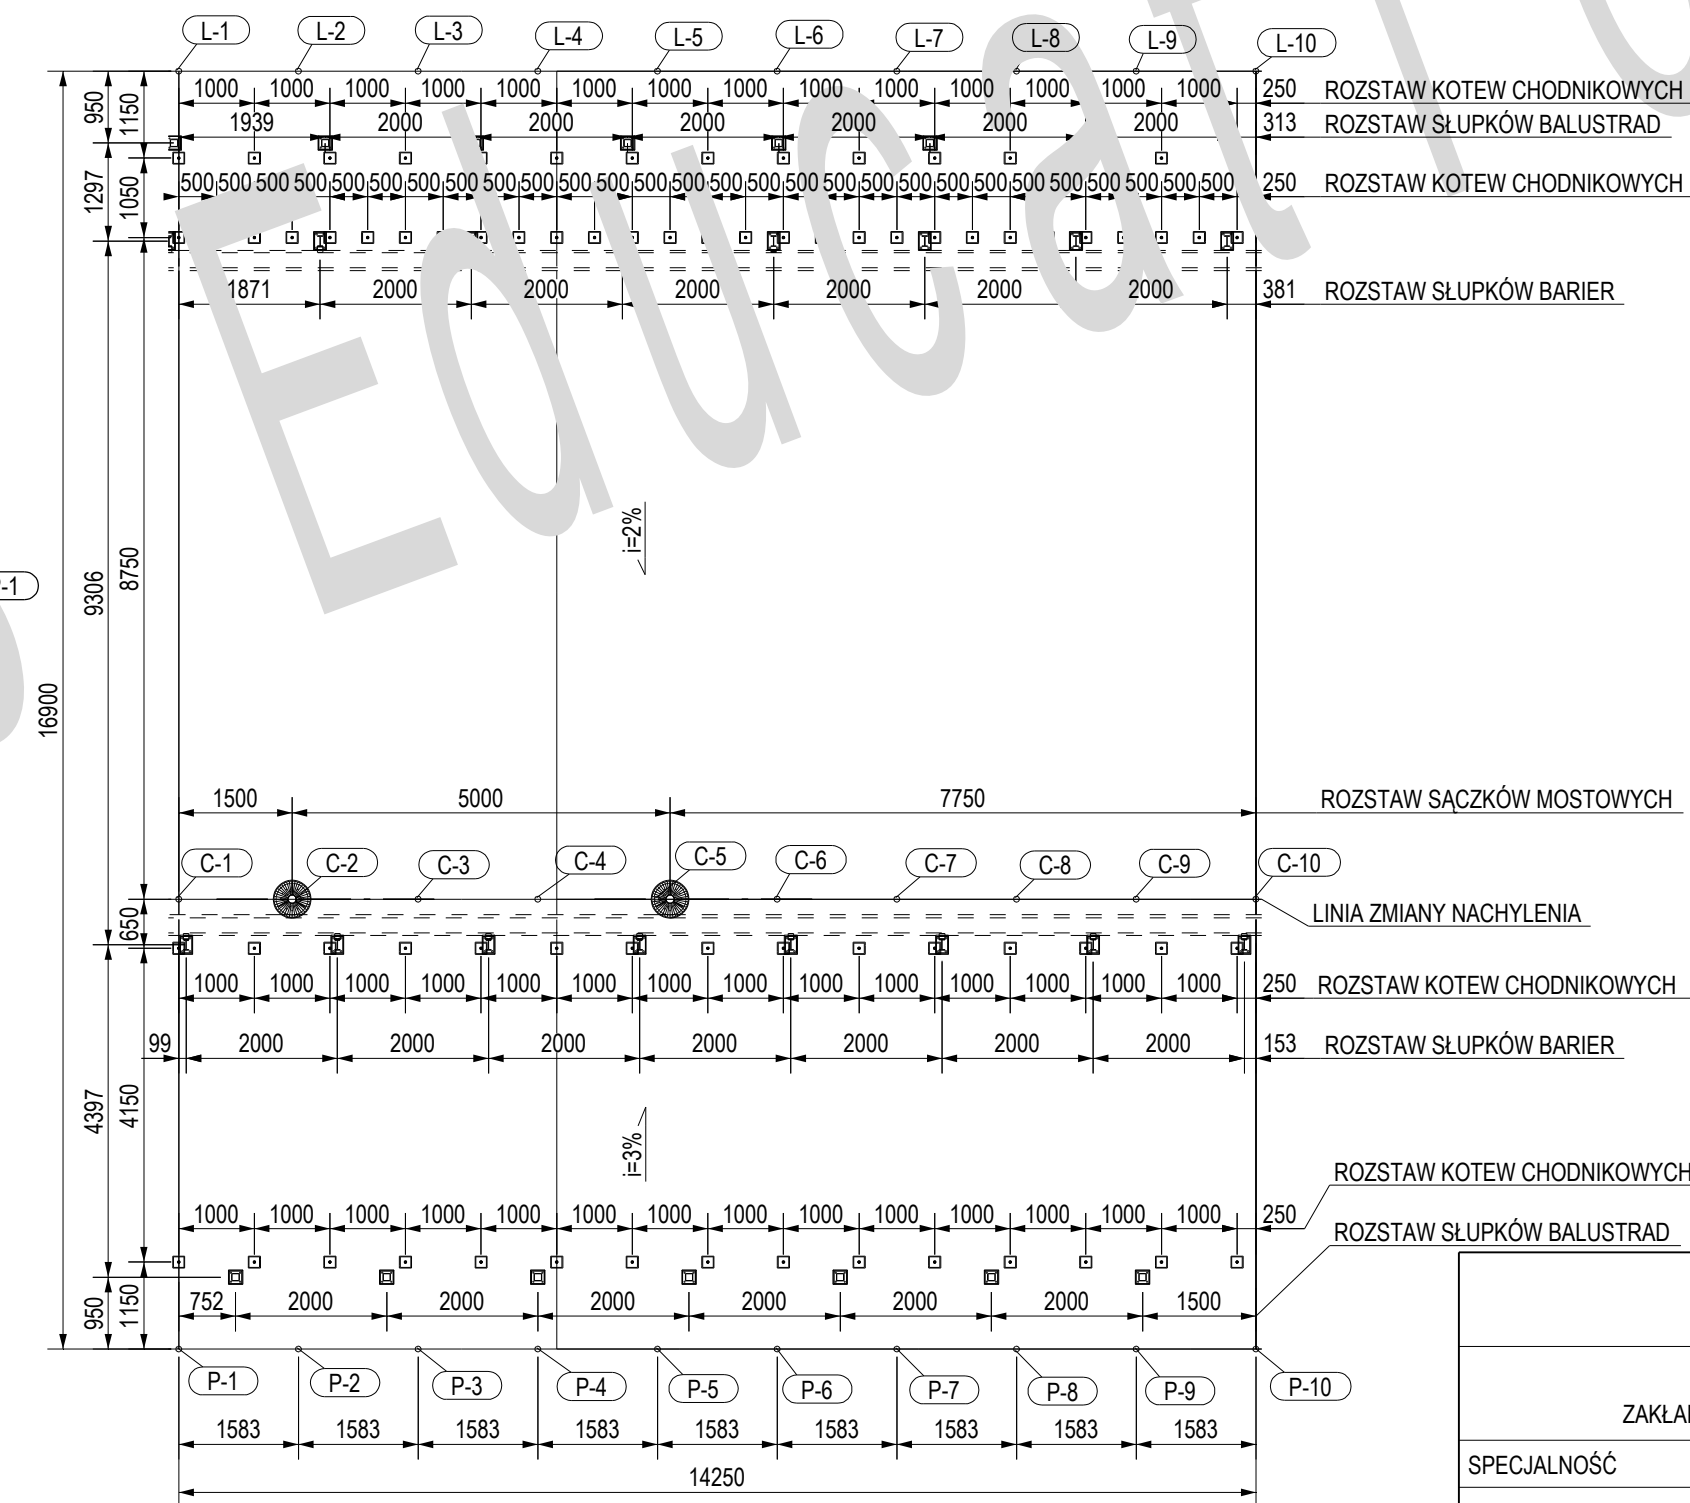 L-1 L-2 L-3 L-4 L-5 L-6 L-7 L-8 L-9 L-10
1000 1000 1000 1000 1000 1000 1000 1000 1000 1000 1000 1000 1000 1000 250 ROZSTAW KOTEW CHODNIKOWYCH
1939 2000 2000 2000 2000 2000 2000 313 ROZSTAW SŁUPKÓW BALUSTRAD
500 500 500 500 500 500 500 500 500 500 500 500 500 500 500 500 500 500 500 500 500 500 500 500 500 500 500 500 250 ROZSTAW KOTEW CHODNIKOWYCH
1871 2000 2000 2000 2000 2000 2000 381 ROZSTAW SŁUPKÓW BARIER
950 1150
1297 1050
9306 8750
16900
-1
i=2%
1500 5000 7750 ROZSTAW SĄCZKÓW MOSTOWYCH
C-1 C-2 C-3 C-4 C-5 C-6 C-7 C-8 C-9 C-10
LINIA ZMIANY NACHYLENIA
650
1000 1000 1000 1000 1000 1000 1000 1000 1000 1000 1000 1000 1000 1000 250 ROZSTAW KOTEW CHODNIKOWYCH
99 2000 2000 2000 2000 2000 2000 2000 153 ROZSTAW SŁUPKÓW BARIER
4397 4150
i=3%
ROZSTAW KOTEW CHODNIKOWYCH
1000 1000 1000 1000 1000 1000 1000 1000 1000 1000 1000 1000 1000 1000 250
ROZSTAW SŁUPKÓW BALUSTRAD
950 1150
752 2000 2000 2000 2000 2000 2000 1500
P-1 P-2 P-3 P-4 P-5 P-6 P-7 P-8 P-9 P-10
1583 1583 1583 1583 1583 1583 1583 1583 1583
14250
ZAKŁA
SPECJALNOŚĆ
Educat